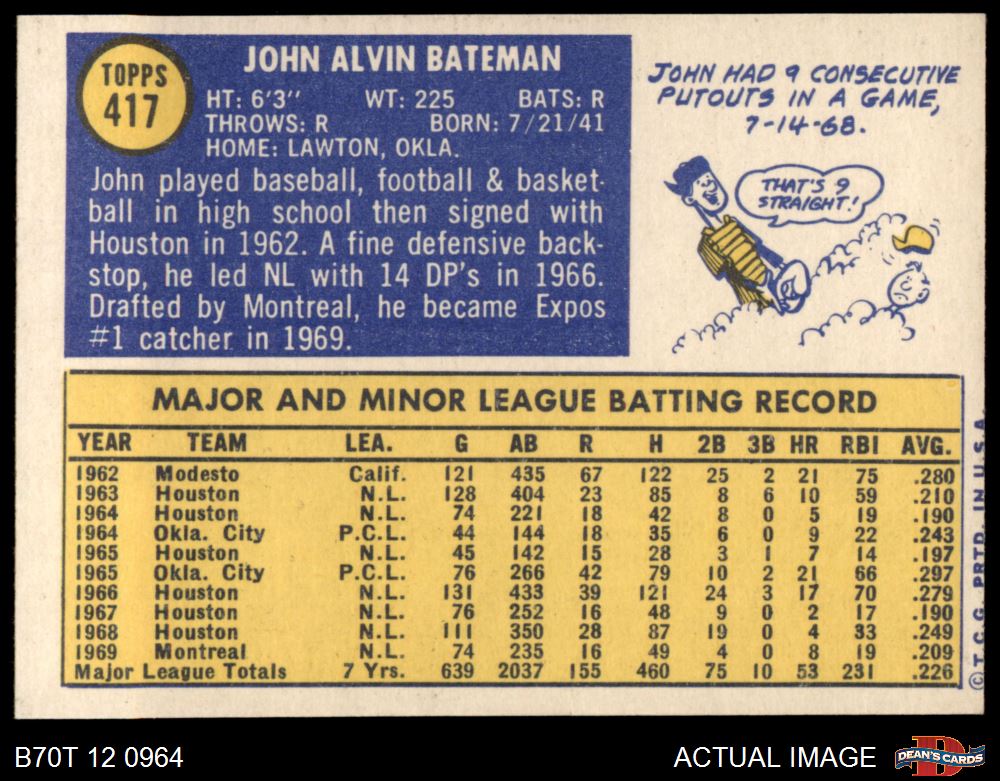 TOPPS
417
JOHN ALVIN BATEMAN
HT: 6'3" WT: 225 BATS: R
THROWS: R BORN: 7/21/41
HOME: LAWTON, OKLA.
John played baseball, football & basket-
ball in high school then signed with
Houston in 1962. A fine defensive back-
stop, he led NL with 14 DP's in 1966.
Drafted by Montreal, he became Expos
#1 catcher in 1969.
JOHN HAD 9 CONSECUTIVE
PUTOUTS IN A GAME,
7-14-68.
THAT'S 9
STRAIGHT!
MAJOR AND MINOR LEAGUE BATTING RECORD
YEAR TEAM LEA. G AB R H 2B 3B HR RBI AVG.
1962 Modesto Calif. 121 435 67 122 25 2 21 75 .280
1963 Houston N.L. 128 404 23 85 8 6 10 59 .210
1964 Houston N.L. 74 221 18 42 8 0 5 19 .190
1964 Okla. City P.C.L. 44 144 18 35 6 0 9 22 .243
1965 Houston N.L. 45 142 15 28 3 1 7 14 .197
1965 Okla. City P.C.L. 76 266 42 79 10 2 21 66 .297
1966 Houston N.L. 131 433 39 121 24 3 17 70 .279
1967 Houston N.L. 76 252 16 48 9 0 2 17 .190
1968 Houston N.L. 111 350 28 87 19 0 4 33 .249
1969 Montreal N.L. 74 235 16 49 4 0 8 19 .209
Major League Totals 7 Yrs. 639 2037 155 460 75 10 53 231 .226
© T.C.G. PRTD. IN U.S.A.
B70T 12 0964
ACTUAL IMAGE
DEAN'S CARDS